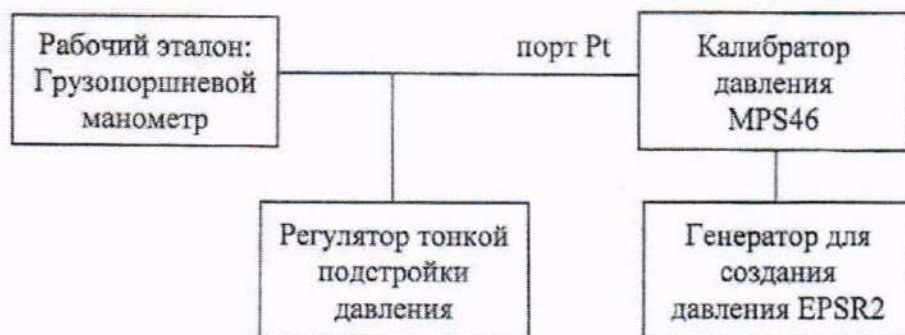 Рабочий эталон:
Грузопоршневой
манометр
порт Pt
Калибратор
давления
MPS46
Регулятор тонкой
подстройки
давления
Генератор для
создания
давления EPSR2